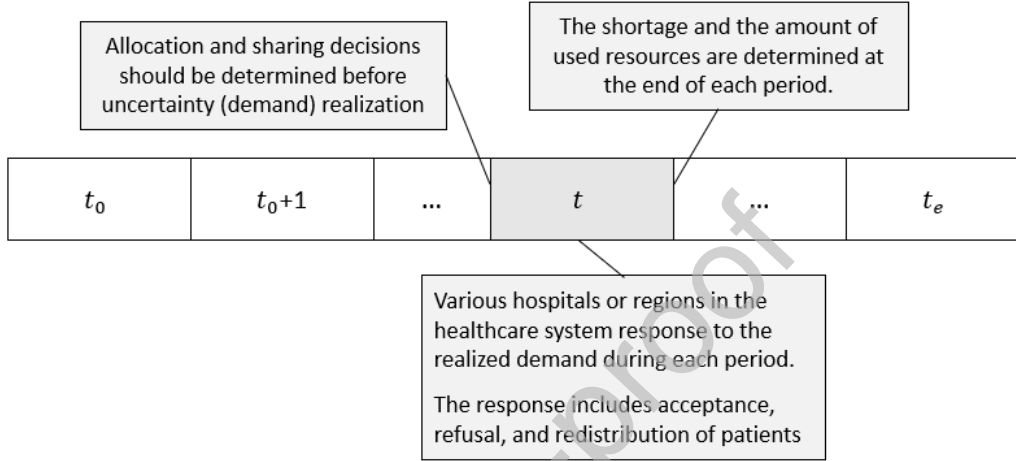 Allocation and sharing decisions
should be determined before
uncertainty (demand) realization
The shortage and the amount of
used resources are determined at
the end of each period.
t₀ t₀+1 ... t ... tₑ
Various hospitals or regions in the
healthcare system response to the
realized demand during each period.
The response includes acceptance,
refusal, and redistribution of patients
proof